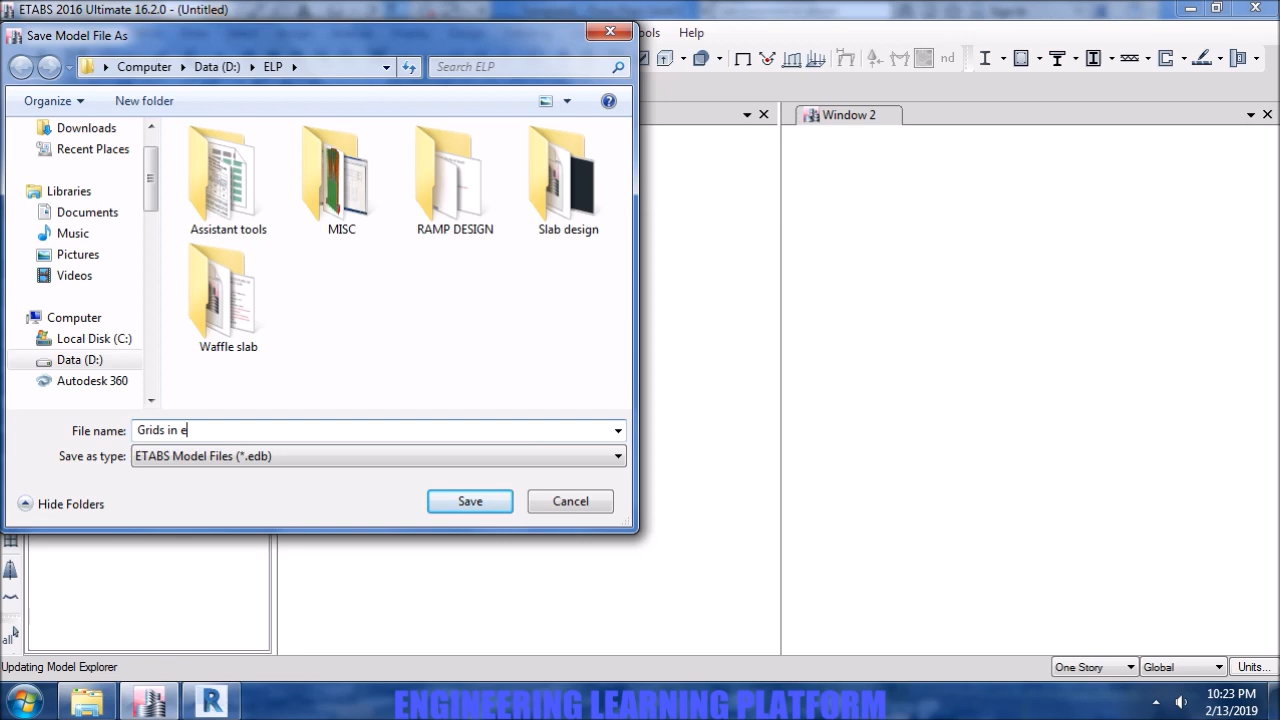 ETABS 2016 Ultimate 16.2.0 - (Untitled)
Save Model File As
ols Help
Computer Data (D:) ELP
Search ELP
Organize New folder
nd
Downloads
Recent Places
Libraries
Documents
Music
Pictures
Videos
Computer
Local Disk (C:)
Data (D:)
Autodesk 360
Assistant tools
MISC
RAMP DESIGN
Slab design
Waffle slab
Window 2
File name: Grids in e
Save as type: ETABS Model Files (*.edb)
Hide Folders
Save
Cancel
all
Updating Model Explorer
One Story
Global
Units...
ENGINEERING LEARNING PLATFORM
10:23 PM
2/13/2019